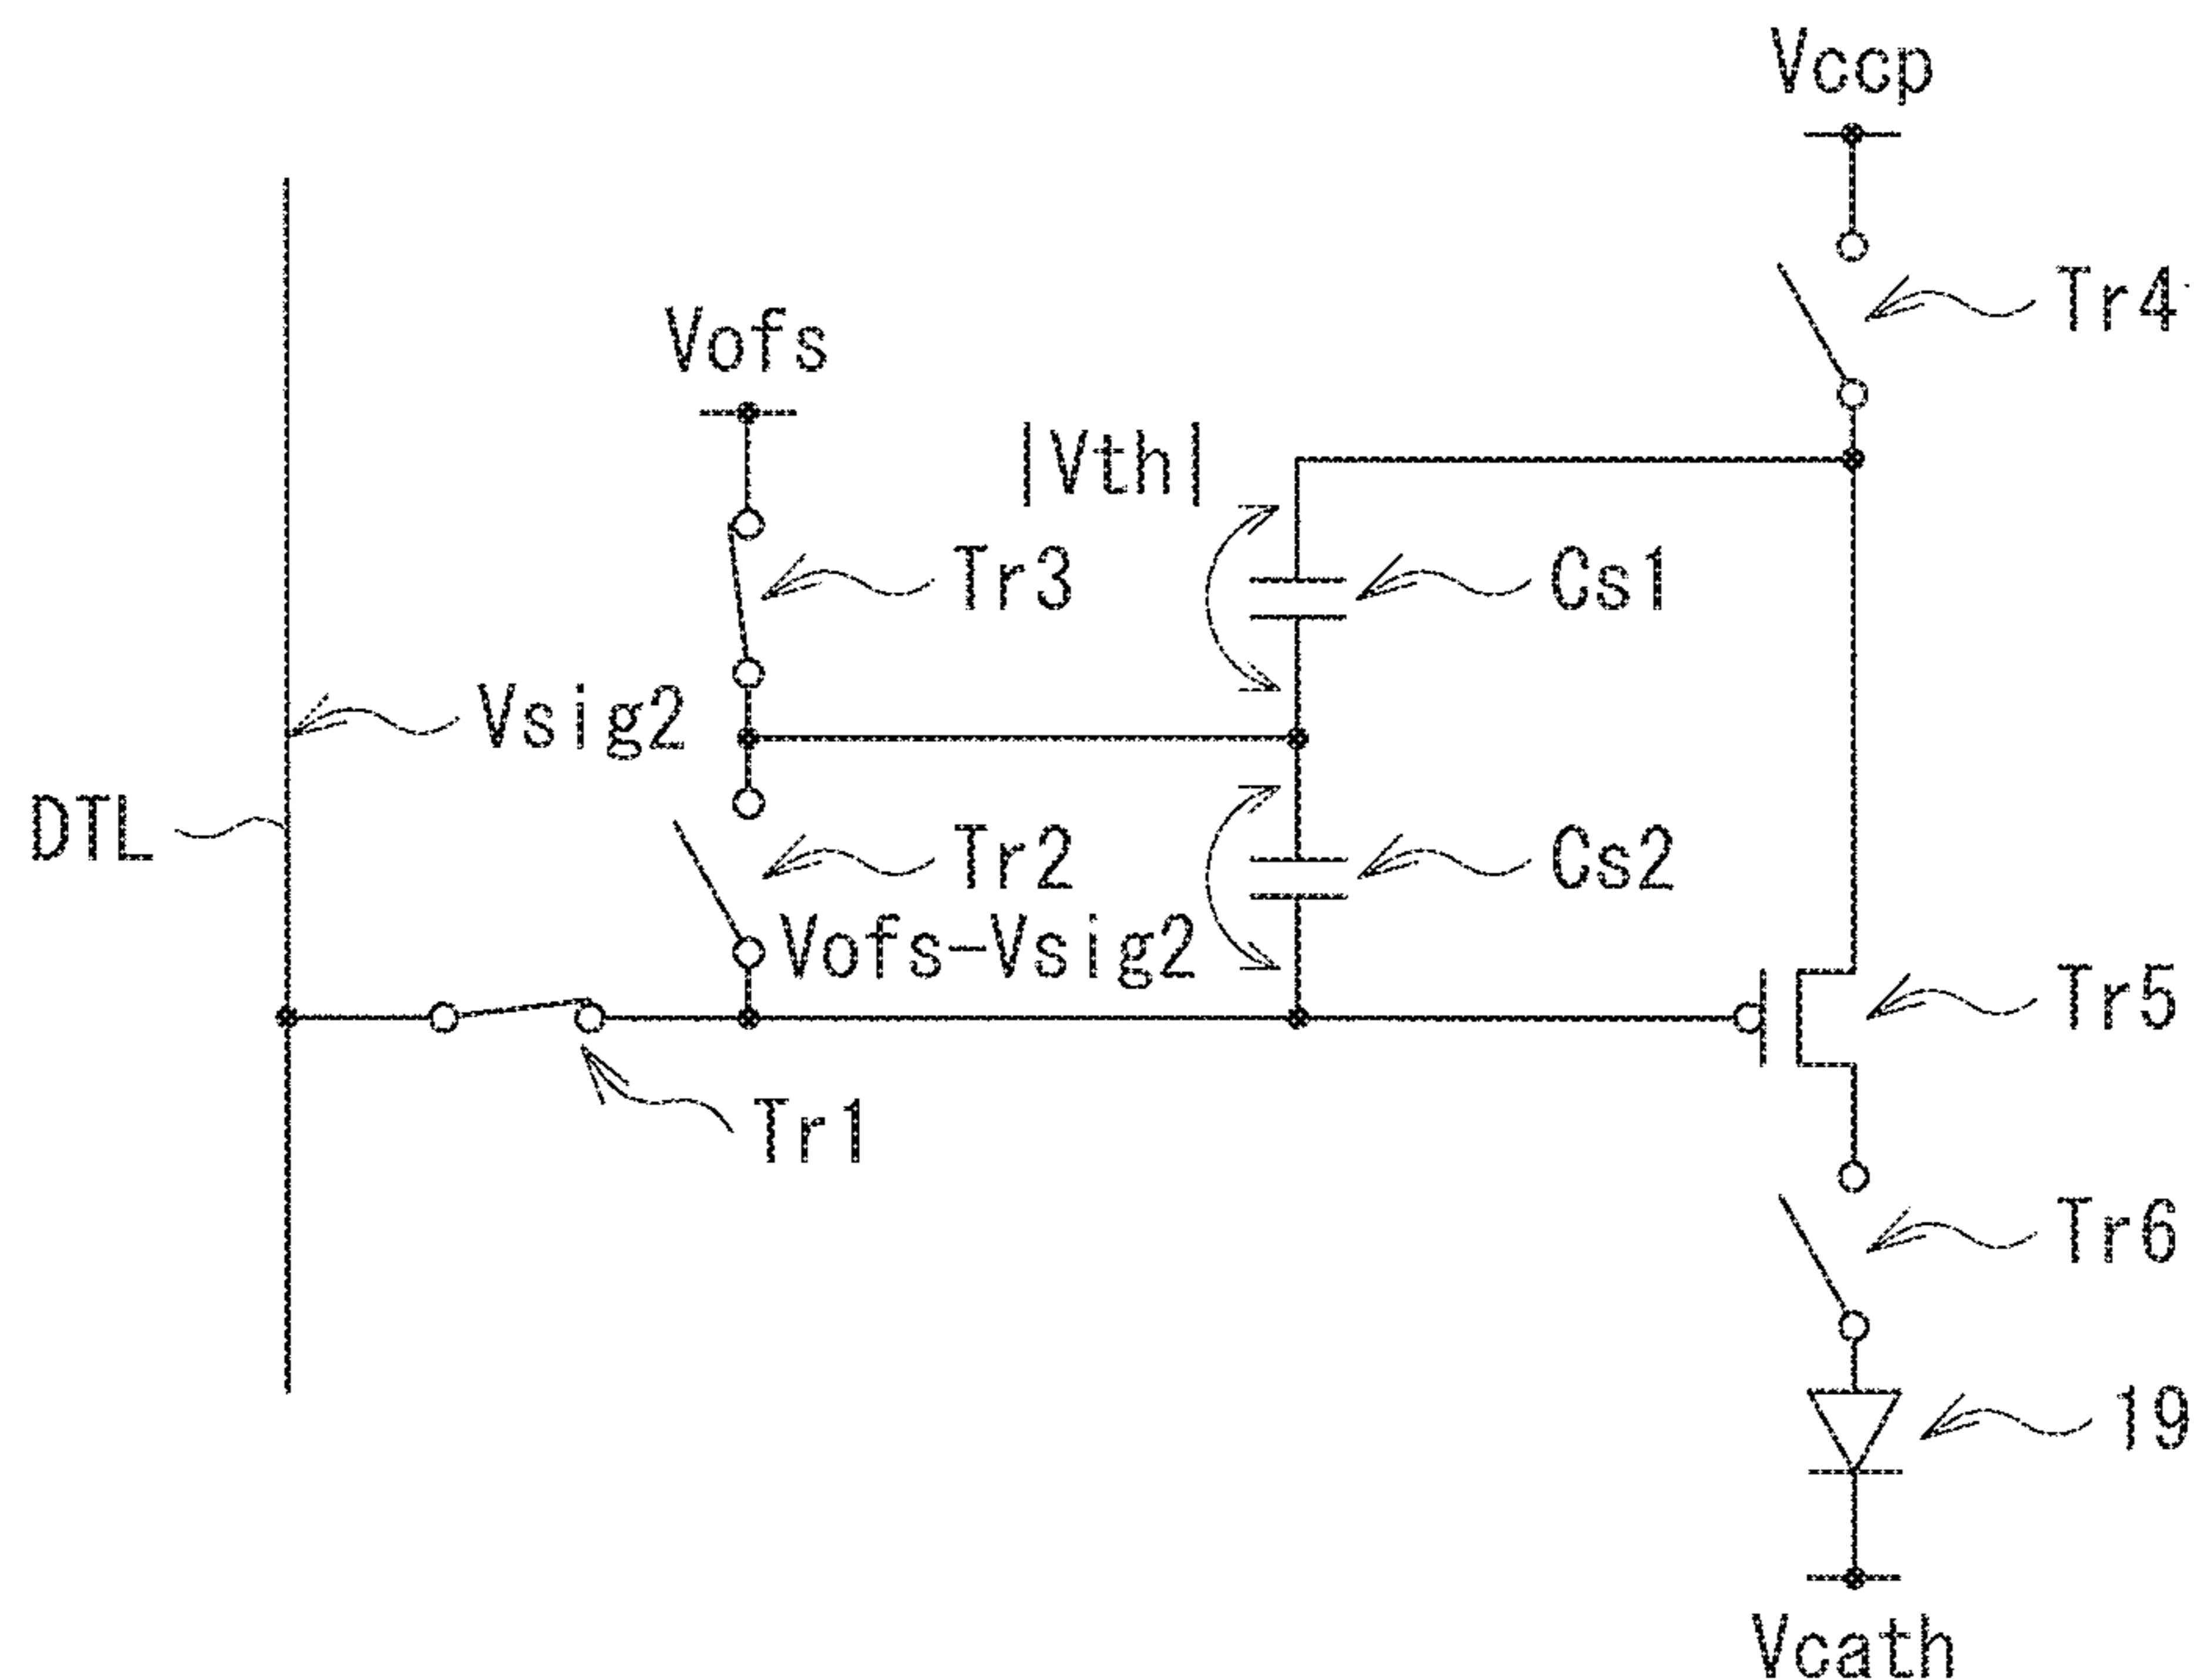 Vccp
Tr4
Vofs
|Vth|
Tr3
Cs1
Vsig2
DTL
Tr2
Cs2
Vofs-Vsig2
Tr5
Tr1
Tr6
19
Vcath